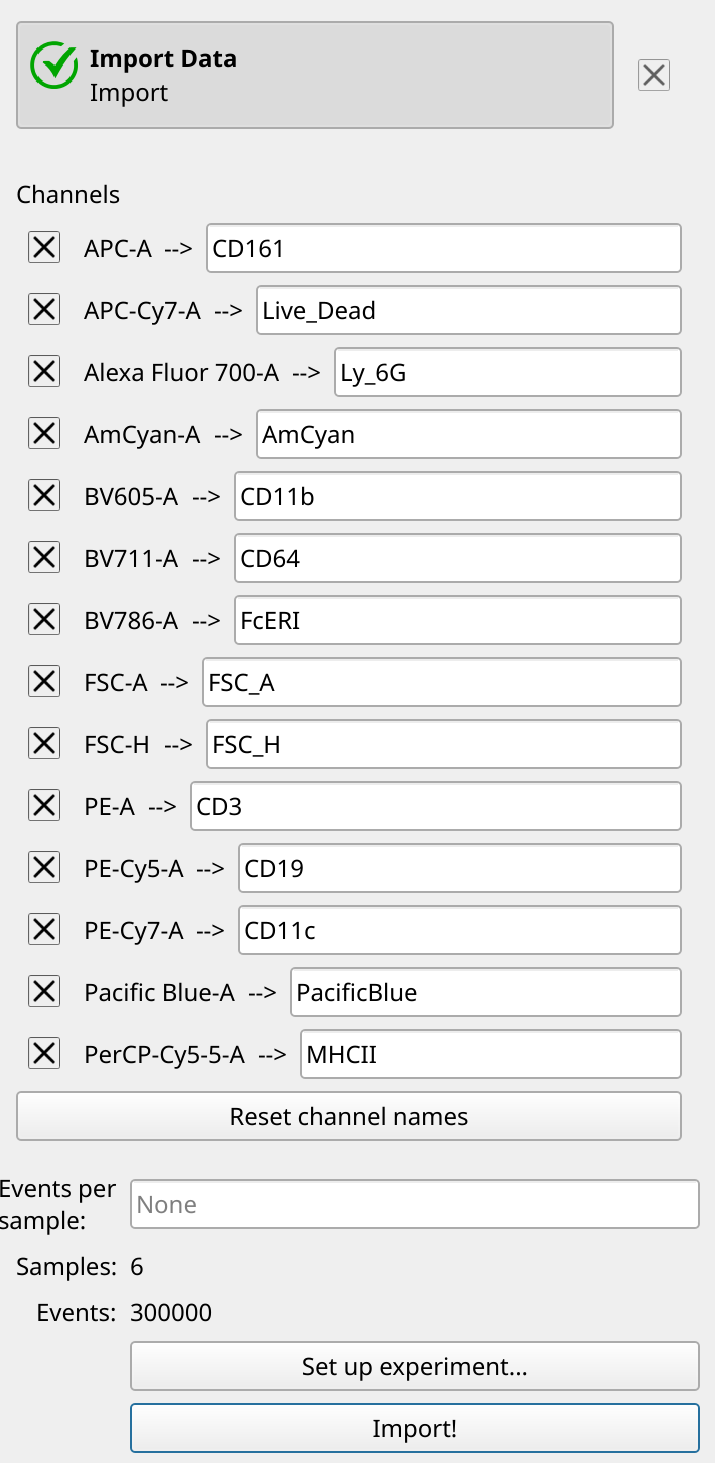 Import Data
Import
Channels
APC-A --> CD161
APC-Cy7-A --> Live_Dead
Alexa Fluor 700-A --> Ly_6G
AmCyan-A --> AmCyan
BV605-A --> CD11b
BV711-A --> CD64
BV786-A --> FcERI
FSC-A --> FSC_A
FSC-H --> FSC_H
PE-A --> CD3
PE-Cy5-A --> CD19
PE-Cy7-A --> CD11c
Pacific Blue-A --> PacificBlue
PerCP-Cy5-5-A --> MHCII
Reset channel names
Events per
sample: None
Samples: 6
Events: 300000
Set up experiment...
Import!